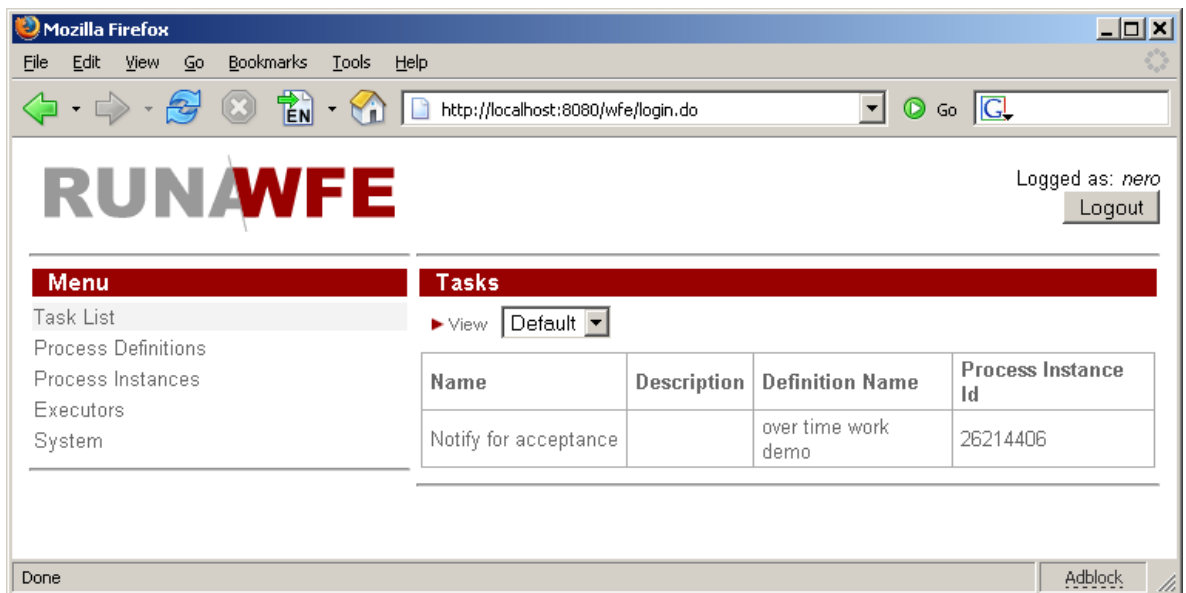 Mozilla Firefox
File Edit View Go Bookmarks Tools Help
EN http://localhost:8080/wfe/login.do Go G
RUNAWFE
Logged as: nero
Logout
Menu
Task List
Process Definitions
Process Instances
Executors
System
Tasks
View Default
Name Description Definition Name Process Instance Id
Notify for acceptance over time work demo 26214406
Done Adblock